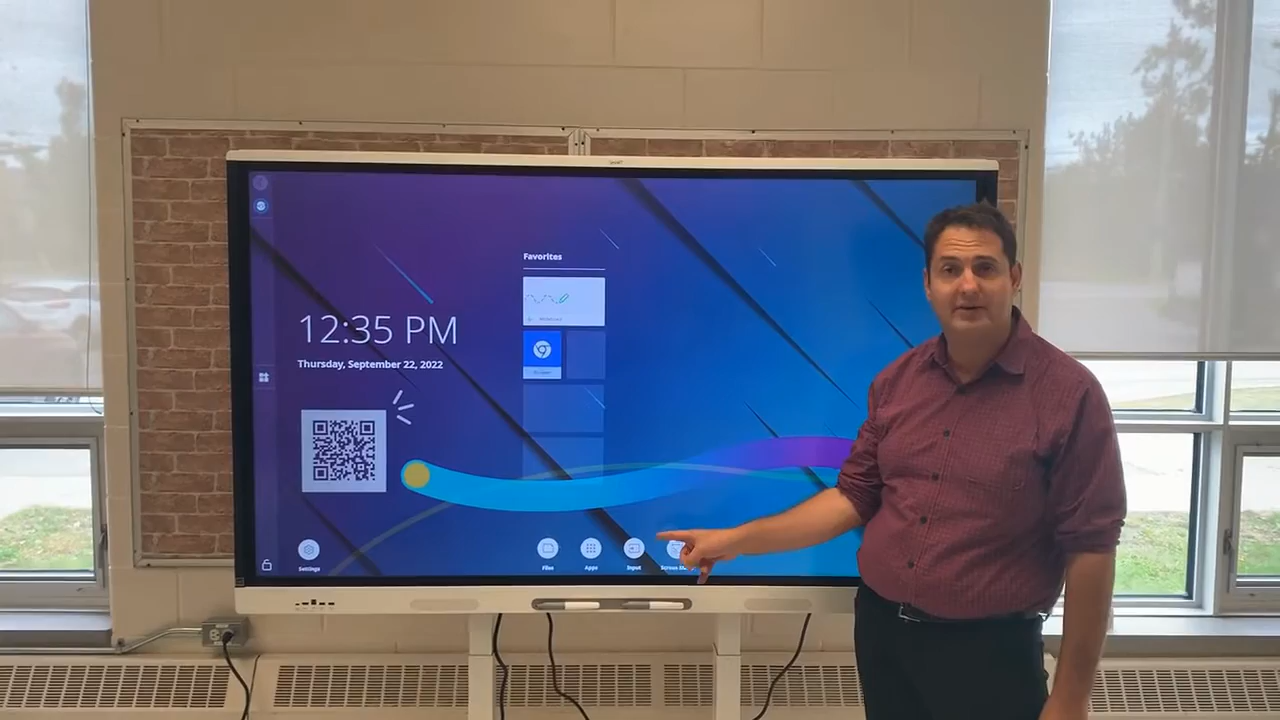 Favorites
12:35 PM
Thursday, September 22, 2022
Settings
Files
Apps
Input